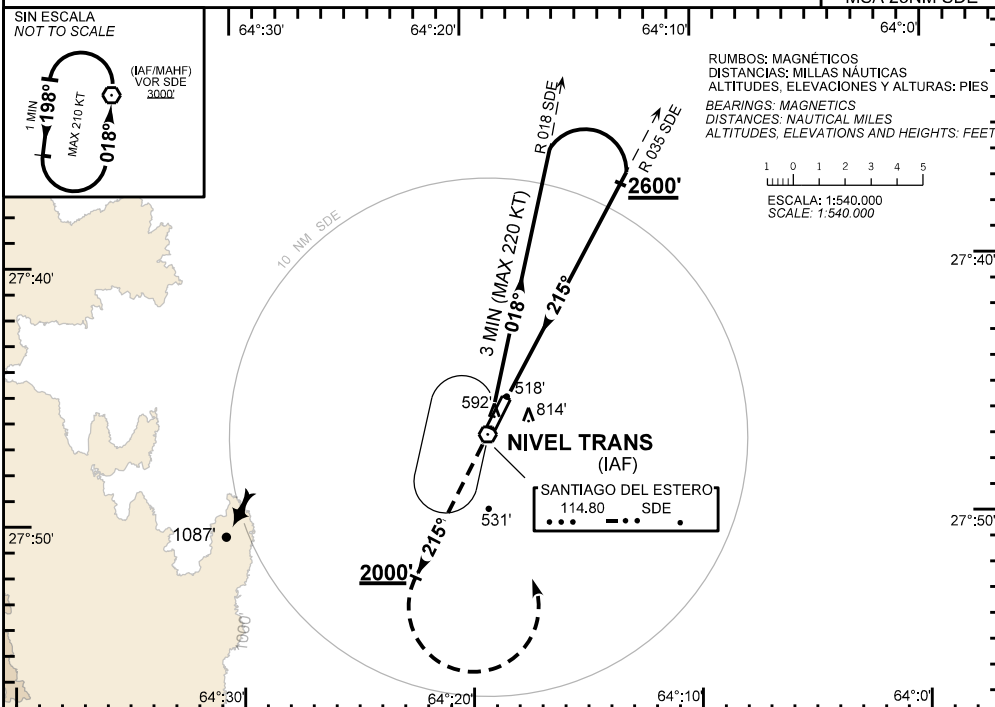 MSA 25NM SDE
SIN ESCALA
NOT TO SCALE
(IAF/MAHF)
VOR SDE
3000'
1 MIN
198°
MAX 210 KT
018°
64°:30'
64°:20'
64°:10'
64°:0'
RUMBOS: MAGNÉTICOS
DISTANCIAS: MILLAS NÁUTICAS
ALTITUDES, ELEVACIONES Y ALTURAS: PIES
BEARINGS: MAGNETICS
DISTANCES: NAUTICAL MILES
ALTITUDES, ELEVATIONS AND HEIGHTS: FEET
1 0 1 2 3 4 5
ESCALA: 1:540.000
SCALE: 1:540.000
R 018 SDE
R 035 SDE
2600'
10 NM SDE
27°:40'
27°:40'
3 MIN (MAX 220 KT)
018°
215°
518'
592'
814'
NIVEL TRANS
(IAF)
SANTIAGO DEL ESTERO
114.80 SDE
531'
27°:50'
27°:50'
1087'
215°
2000'
1000'
64°:30'
64°:20'
64°:10'
64°:0'